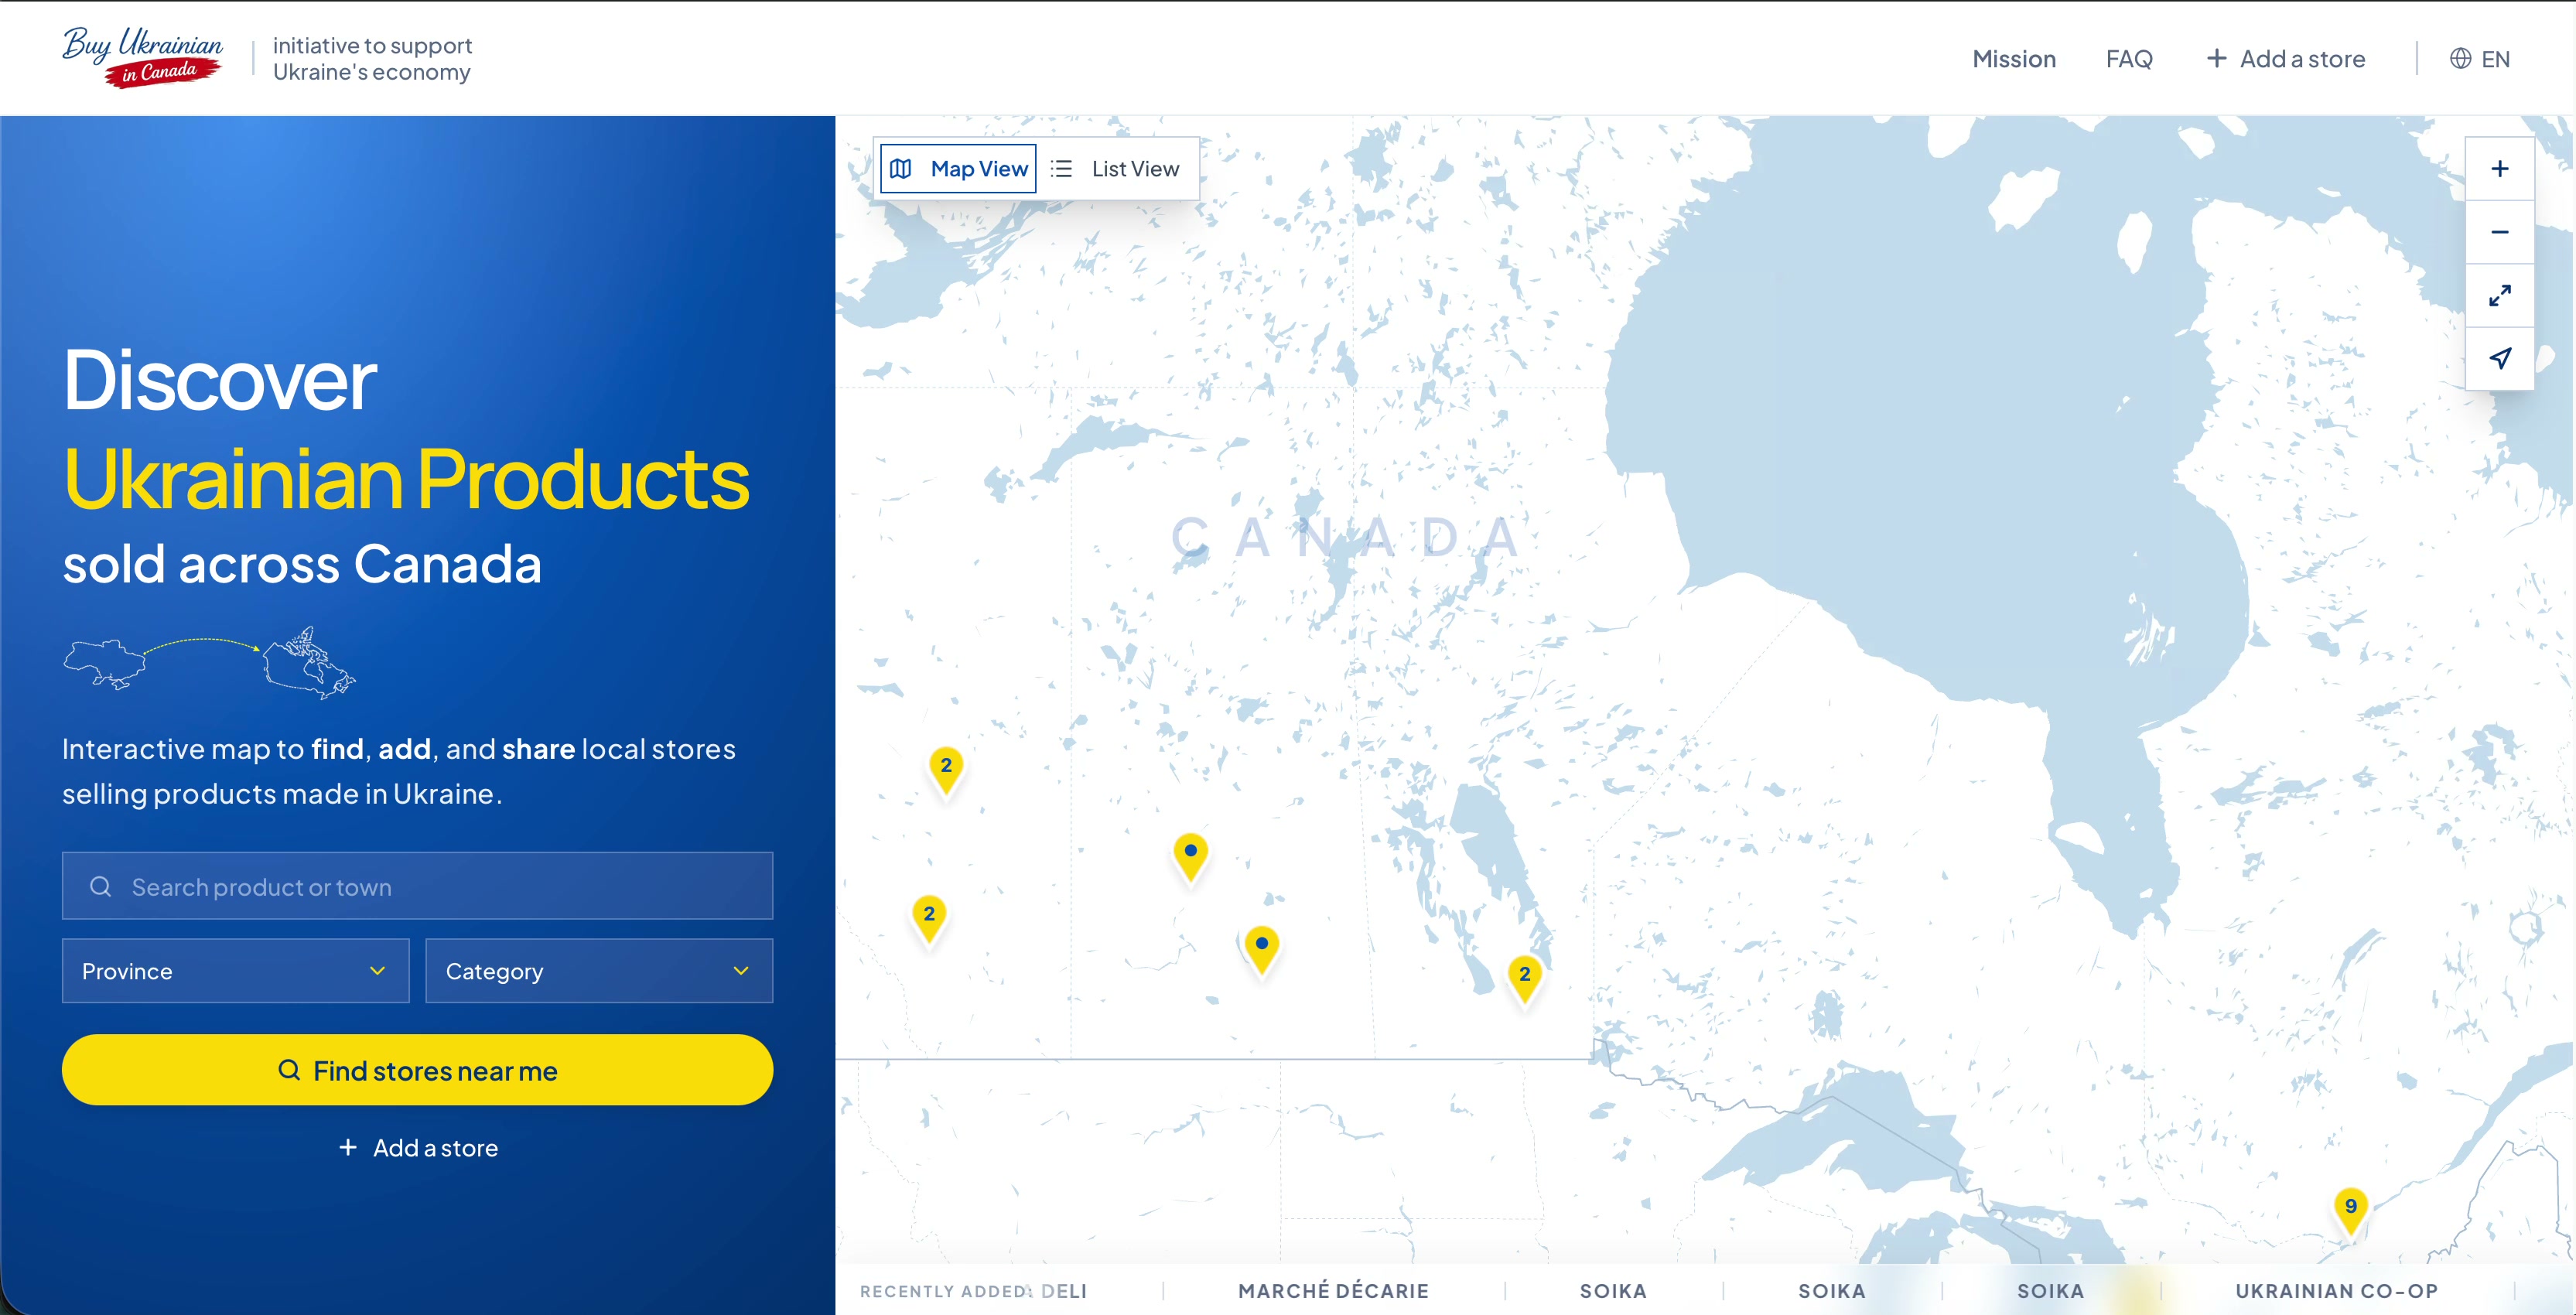 Buy Ukrainian
in Canada
initiative to support
Ukraine's economy
Mission
FAQ
+ Add a store
EN
Discover
Ukrainian Products
sold across Canada
Interactive map to find, add, and share local stores
selling products made in Ukraine.
Search product or town
Province
Category
Find stores near me
+ Add a store
Map View
List View
CANADA
2
2
2
9
RECENTLY ADDED:
DELI
MARCHÉ DÉCARIE
SOIKA
SOIKA
SOIKA
UKRAINIAN CO-OP